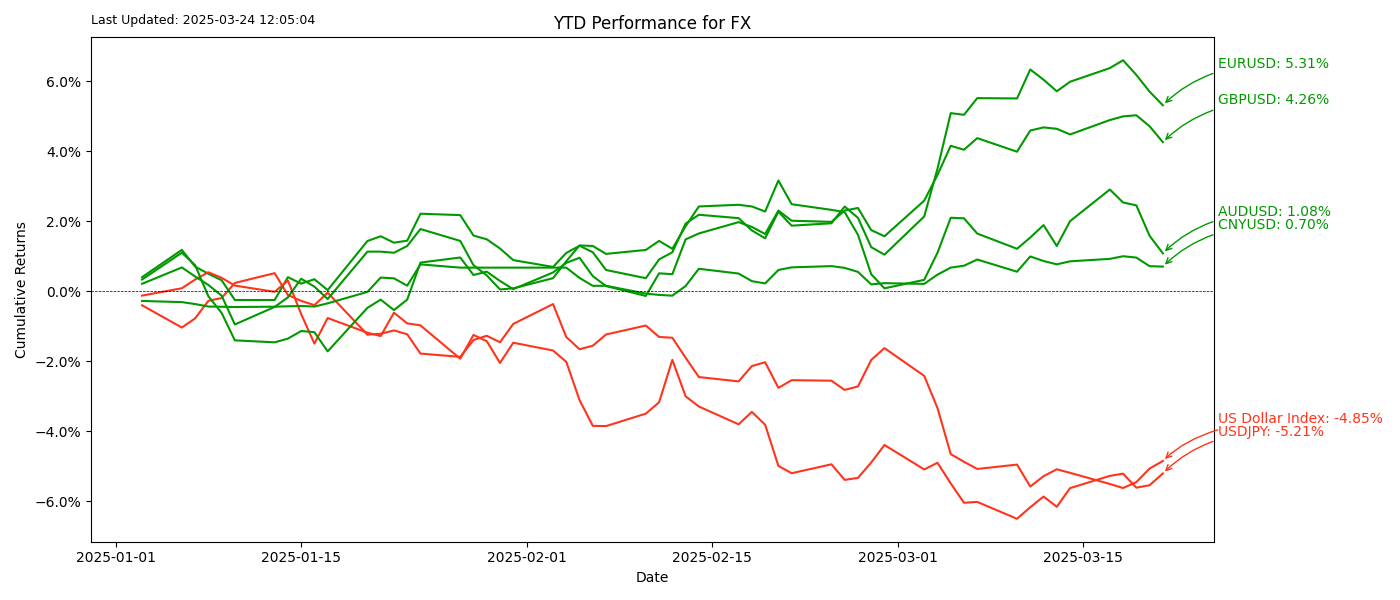 Last Updated: 2025-03-24 12:05:04
YTD Performance for FX
Cumulative Returns
6.0%
4.0%
2.0%
0.0%
−2.0%
−4.0%
−6.0%
EURUSD: 5.31%
GBPUSD: 4.26%
AUDUSD: 1.08%
CNYUSD: 0.70%
US Dollar Index: -4.85%
USDJPY: -5.21%
2025-01-01
2025-01-15
2025-02-01
2025-02-15
2025-03-01
2025-03-15
Date